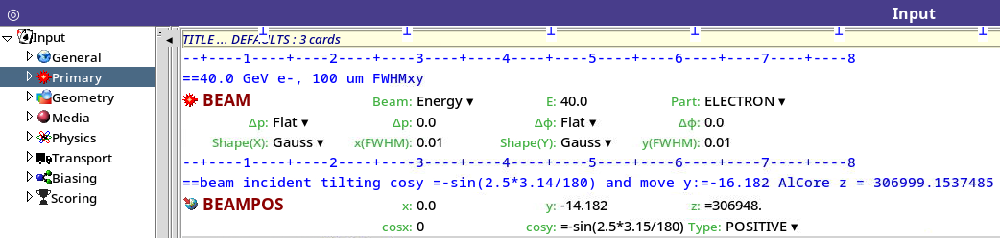 Input
Input
General
Primary
Geometry
Media
Physics
Transport
Biasing
Scoring
TITLE ... DEFAULTS : 3 cards
--+----1----+----2----+----3----+----4----+----5----+----6----+----7----+----8
==40.0 GeV e-, 100 um FWHMxy
BEAM Beam: Energy ▾ E: 40.0 Part: ELECTRON ▾
Δp: Flat ▾ Δp: 0.0 Δϕ: Flat ▾ Δϕ: 0.0
Shape(X): Gauss ▾ x(FWHM): 0.01 Shape(Y): Gauss ▾ y(FWHM): 0.01
--+----1----+----2----+----3----+----4----+----5----+----6----+----7----+----8
==beam incident tilting cosy =-sin(2.5*3.14/180) and move y:=-16.182 AlCore z = 306999.1537485
BEAMPOS x: 0.0 y: -14.182 z: =306948.
cosx: 0 cosy: =-sin(2.5*3.15/180) Type: POSITIVE ▾